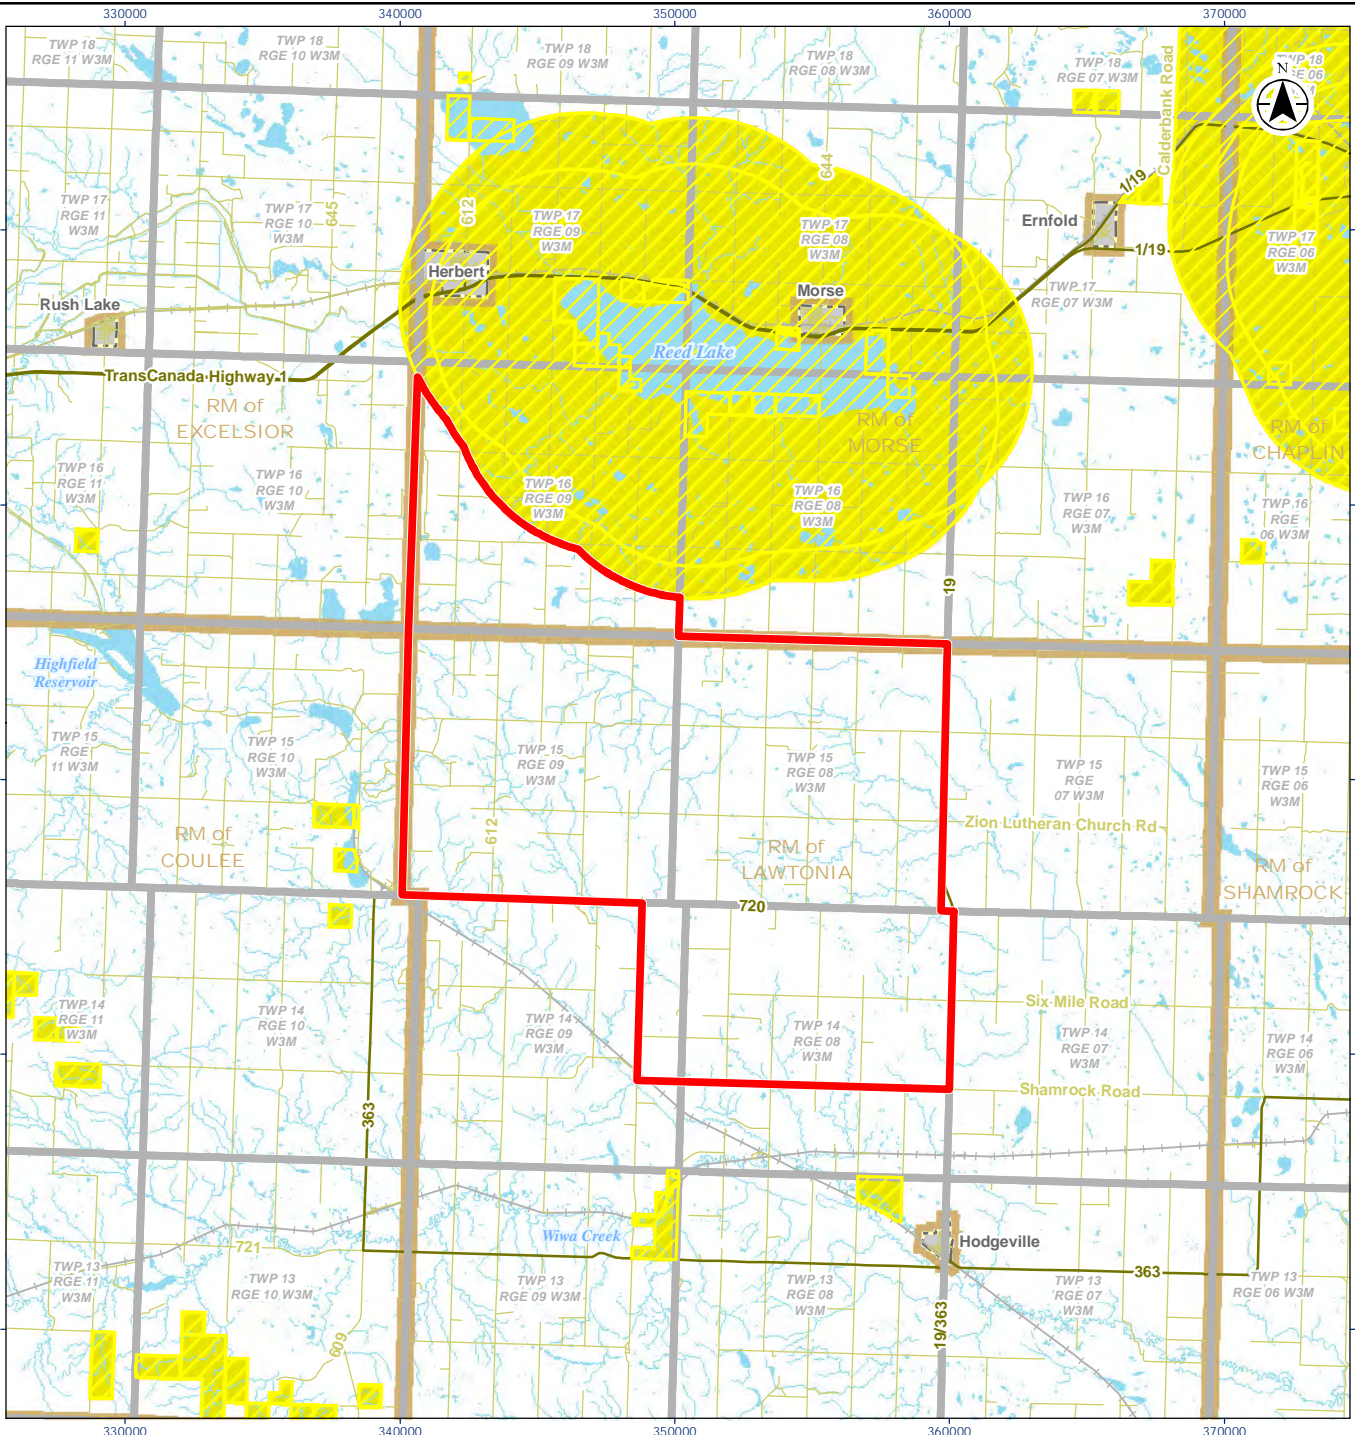 330000
340000
350000
360000
370000
TWP 18
RGE 11 W3M
TWP 18
RGE 10 W3M
TWP 18
RGE 09 W3M
TWP 18
RGE 08 W3M
TWP 18
RGE 07 W3M
N
Calderbank Road
644
612
645
1/19
TWP 17
RGE 11
W3M
TWP 17
RGE 10
W3M
TWP 17
RGE 09
W3M
TWP 17
RGE 08
W3M
Ernfold
1/19
TWP 17
RGE 06
W3M
TWP 17
RGE 07 W3M
Herbert
Morse
Rush Lake
Reed Lake
TransCanada Highway 1
RM of
EXCELSIOR
RM of
MORSE
RM of
CHAPLIN
TWP 16
RGE 11
W3M
TWP 16
RGE 10
W3M
TWP 16
RGE 09
W3M
TWP 16
RGE 08
W3M
TWP 16
RGE 07
W3M
TWP 16
RGE
06 W3M
19
Highfield
Reservoir
TWP 15
RGE
11 W3M
TWP 15
RGE 10
W3M
TWP 15
RGE 09
W3M
TWP 15
RGE 08
W3M
TWP 15
RGE
07 W3M
TWP 15
RGE 06
W3M
612
Zion Lutheran Church Rd
RM of
COULEE
RM of
LAWTONIA
RM of
SHAMROCK
720
TWP 14
RGE 11
W3M
TWP 14
RGE 10
W3M
TWP 14
RGE 09
W3M
TWP 14
RGE 08
W3M
Six Mile Road
TWP 14
RGE 07
W3M
TWP 14
RGE 06
W3M
Shamrock Road
363
Wiwa Creek
Hodgeville
721
363
TWP 13
RGE 11
W3M
TWP 13
RGE 10 W3M
TWP 13
RGE 09 W3M
TWP 13
RGE 08
W3M
TWP 13
RGE 07
W3M
TWP 13
RGE 06 W3M
609
19/363
330000
340000
350000
360000
370000